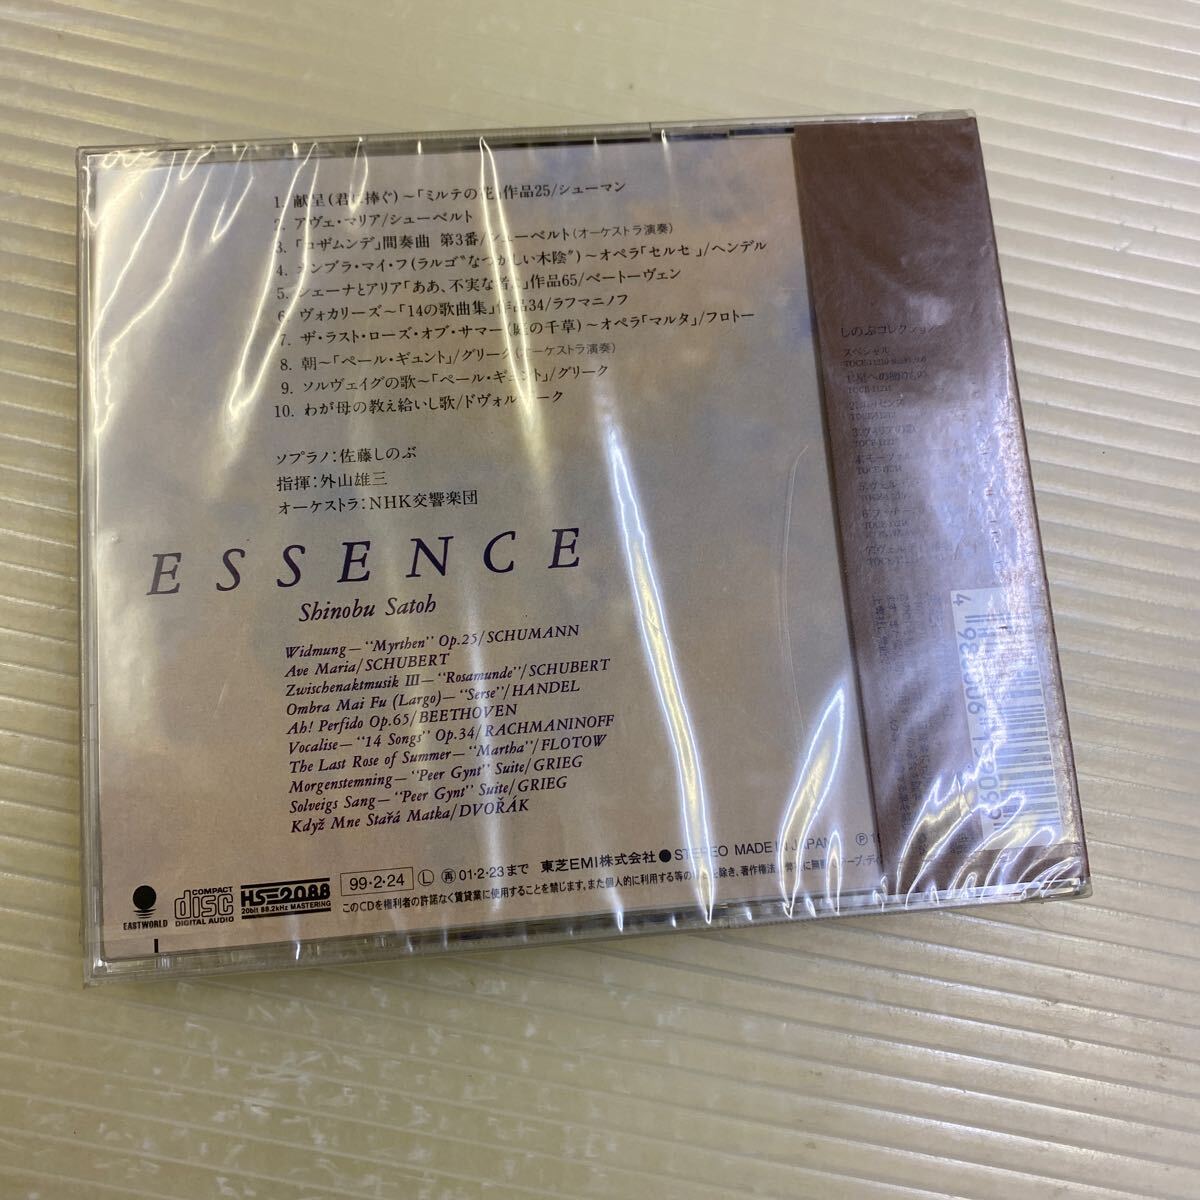 1. 献呈(君に捧ぐ)〜「ミルテの花」作品25/シューマン
2. アヴェ・マリア/シューベルト
3. 「ロザムンデ」間奏曲 第3番/シューベルト(オーケストラ演奏)
4. オンブラ・マイ・フ(ラルゴ“なつかしい木陰”)〜オペラ「セルセ」/ヘンデル
5. シェーナとアリア「ああ、不実な者よ」作品65/ベートーヴェン
6. ヴォカリーズ〜「14の歌曲集」作品34/ラフマニノフ
7. ザ・ラスト・ローズ・オブ・サマー(庭の千草)〜オペラ「マルタ」/フロトー
8. 朝〜「ペール・ギュント」/グリーク(オーケストラ演奏)
9. ソルヴェイグの歌〜「ペール・ギュント」/グリーク
10. わが母の教え給いし歌/ドヴォルザーク
ソプラノ:佐藤しのぶ
指揮:外山雄三
オーケストラ:NHK交響楽団
ESSENCE
Shinobu Satoh
Widmung—“Myrthen” Op.25/SCHUMANN
Ave Maria/SCHUBERT
Zwischenaktmusik III—“Rosamunde”/SCHUBERT
Ombra Mai Fu (Largo)—“Serse”/HANDEL
Ah! Perfido Op.65/BEETHOVEN
Vocalise—“14 Songs” Op.34/RACHMANINOFF
The Last Rose of Summer—“Martha”/FLOTOW
Morgenstemning—“Peer Gynt” Suite/GRIEG
Solveigs Sang—“Peer Gynt” Suite/GRIEG
Když Mne Stará Matka/DVOŘÁK
EASTWORLD
COMPACT disc DIGITAL AUDIO
HS2088
20bit 88.2kHz MASTERING
99・2・24 Ⓛ 再 01・2・23まで 東芝EMI株式会社 ● STEREO MADE IN JAPAN Ⓟ
このCDを権利者の許諾なく賃貸業に使用することを禁じます。また個人的に利用する等の
しのぶコレクション
スペシャル